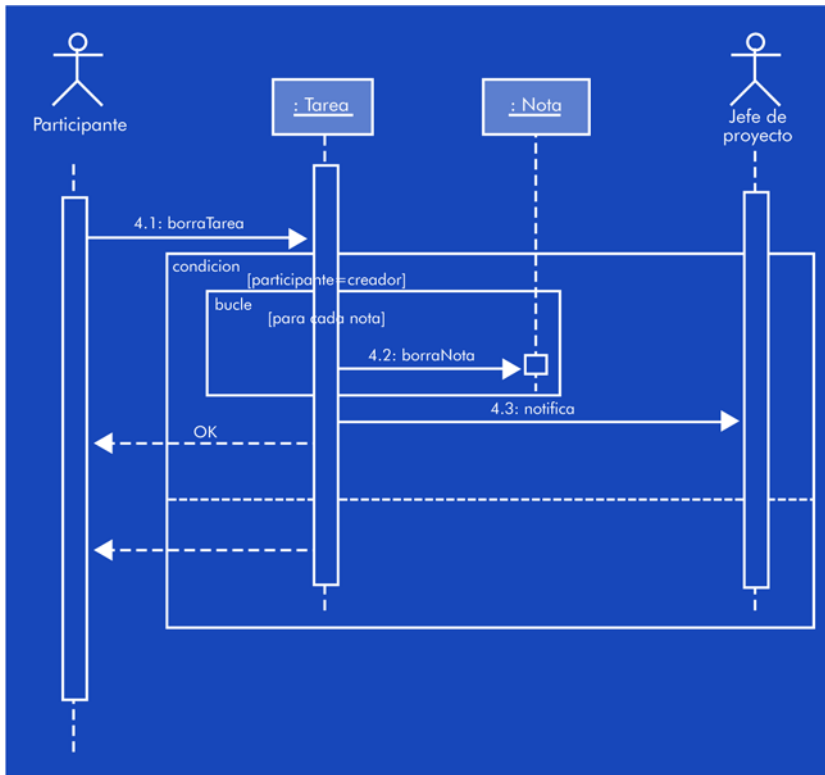 Participante
: Tarea
: Nota
Jefe de
proyecto
4.1: borraTarea
condicion
[participante=creador]
bucle
[para cada nota]
4.2: borraNota
4.3: notifica
OK